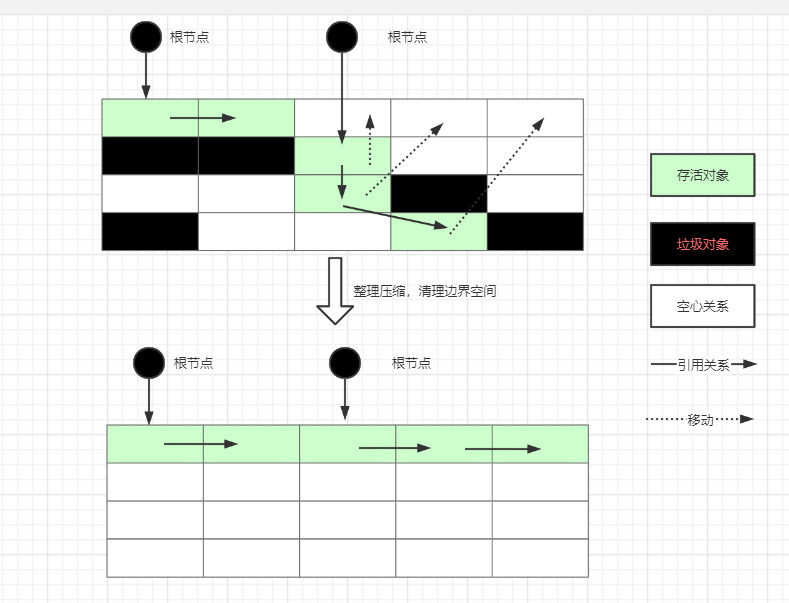 根节点
根节点
存活对象
垃圾对象
整理压缩，清理边界空间
空心关系
根节点
根节点
引用关系
移动